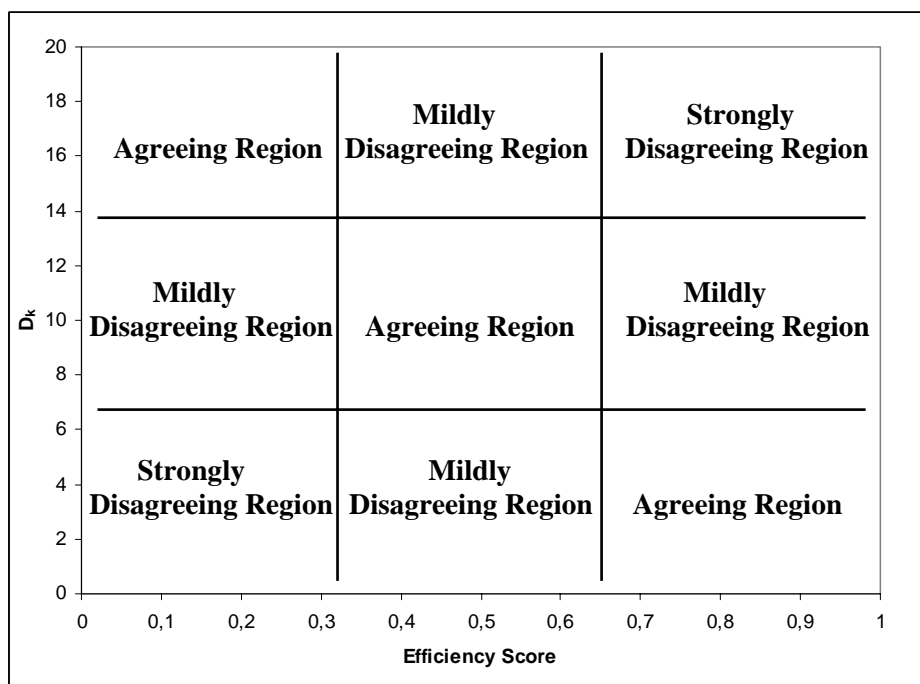 20
18
16
14
12
10
8
6
4
2
0
Dk
Agreeing Region
Mildly
Disagreeing Region
Strongly
Disagreeing Region
Mildly
Disagreeing Region
Agreeing Region
Mildly
Disagreeing Region
Strongly
Disagreeing Region
Mildly
Disagreeing Region
Agreeing Region
0 0,1 0,2 0,3 0,4 0,5 0,6 0,7 0,8 0,9 1
Efficiency Score